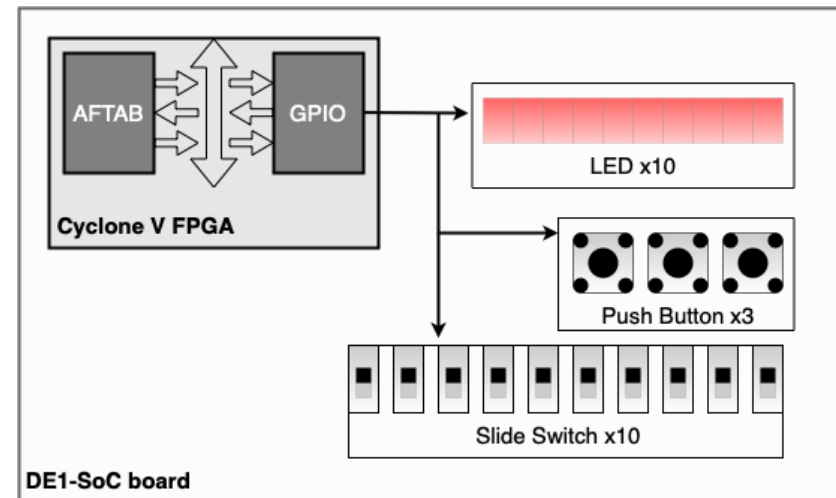 AFTAB
GPIO
Cyclone V FPGA
LED x10
Push Button x3
Slide Switch x10
DE1-SoC board